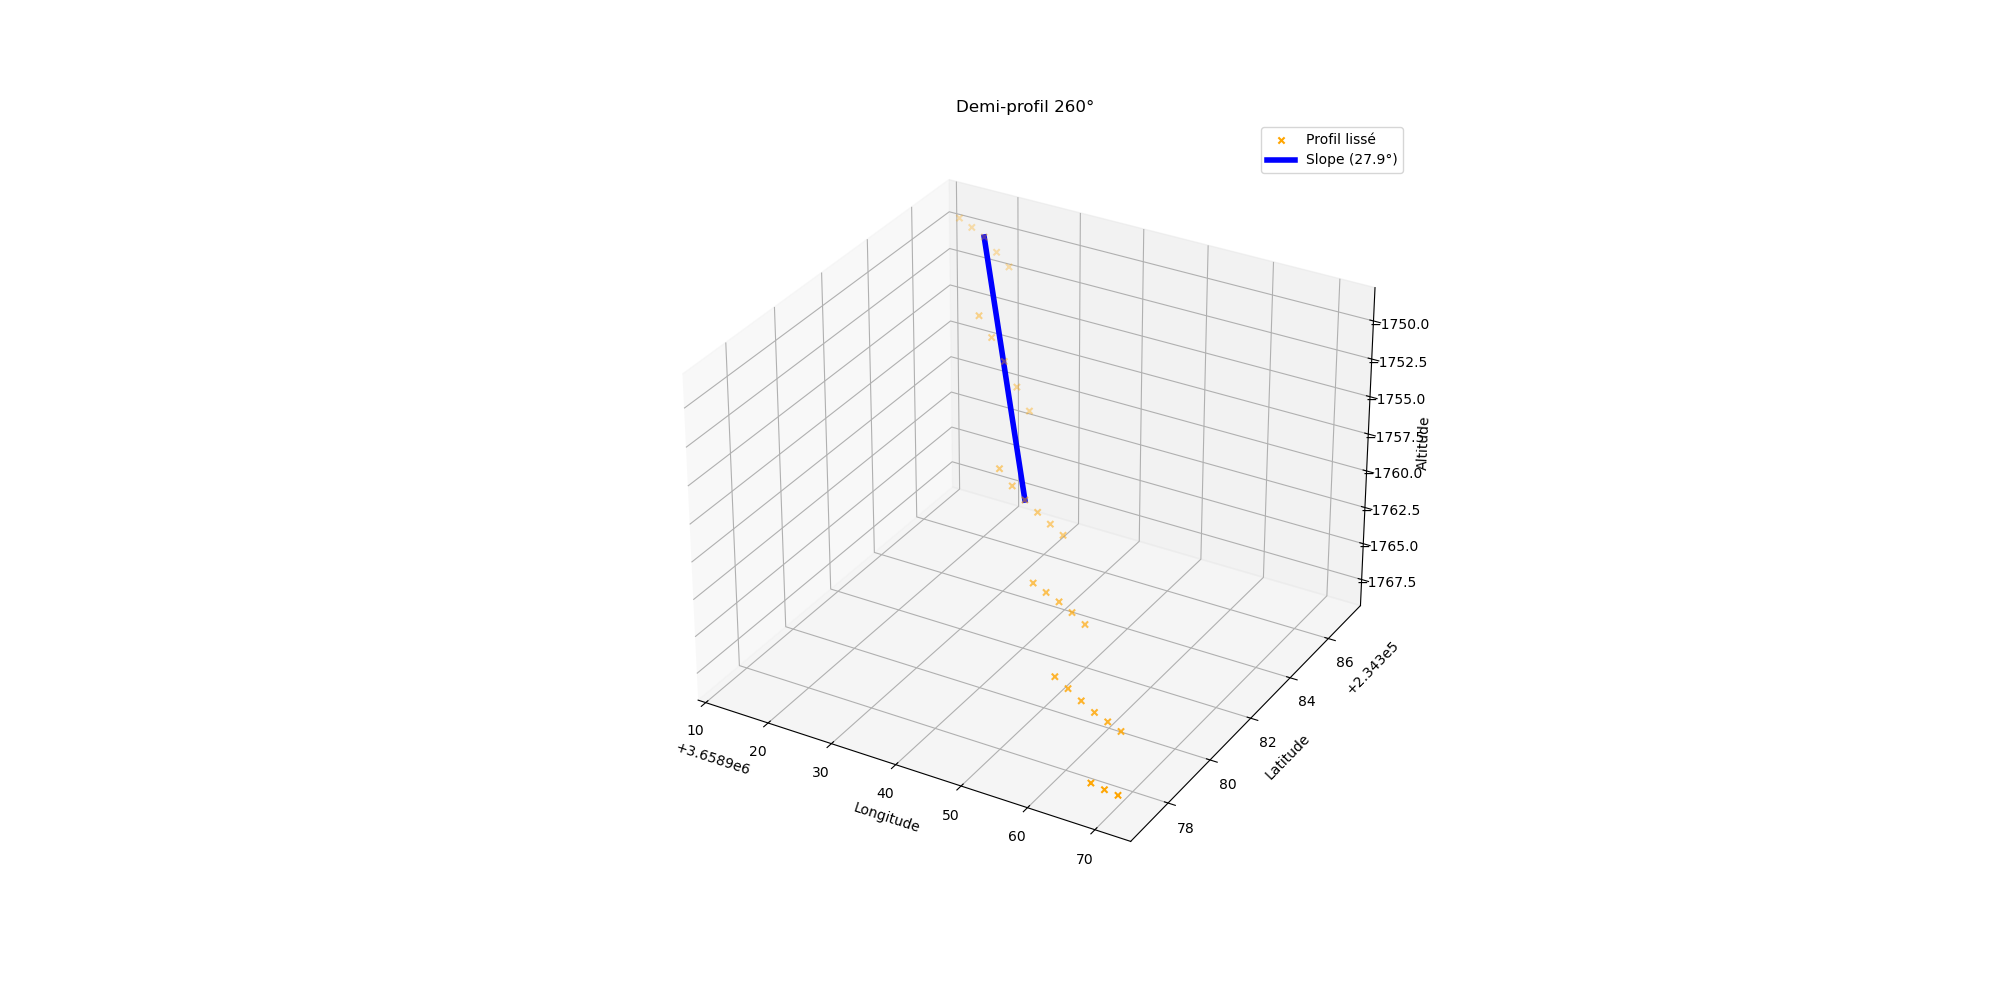 Demi-profil 260°
Profil lissé
Slope (27.9°)
−1750.0
−1752.5
−1755.0
−1757.5
Altitude
−1760.0
−1762.5
−1765.0
−1767.5
86
+2.343e5
84
82
Latitude
80
78
10
+3.6589e6
20
30
40
Longitude
50
60
70